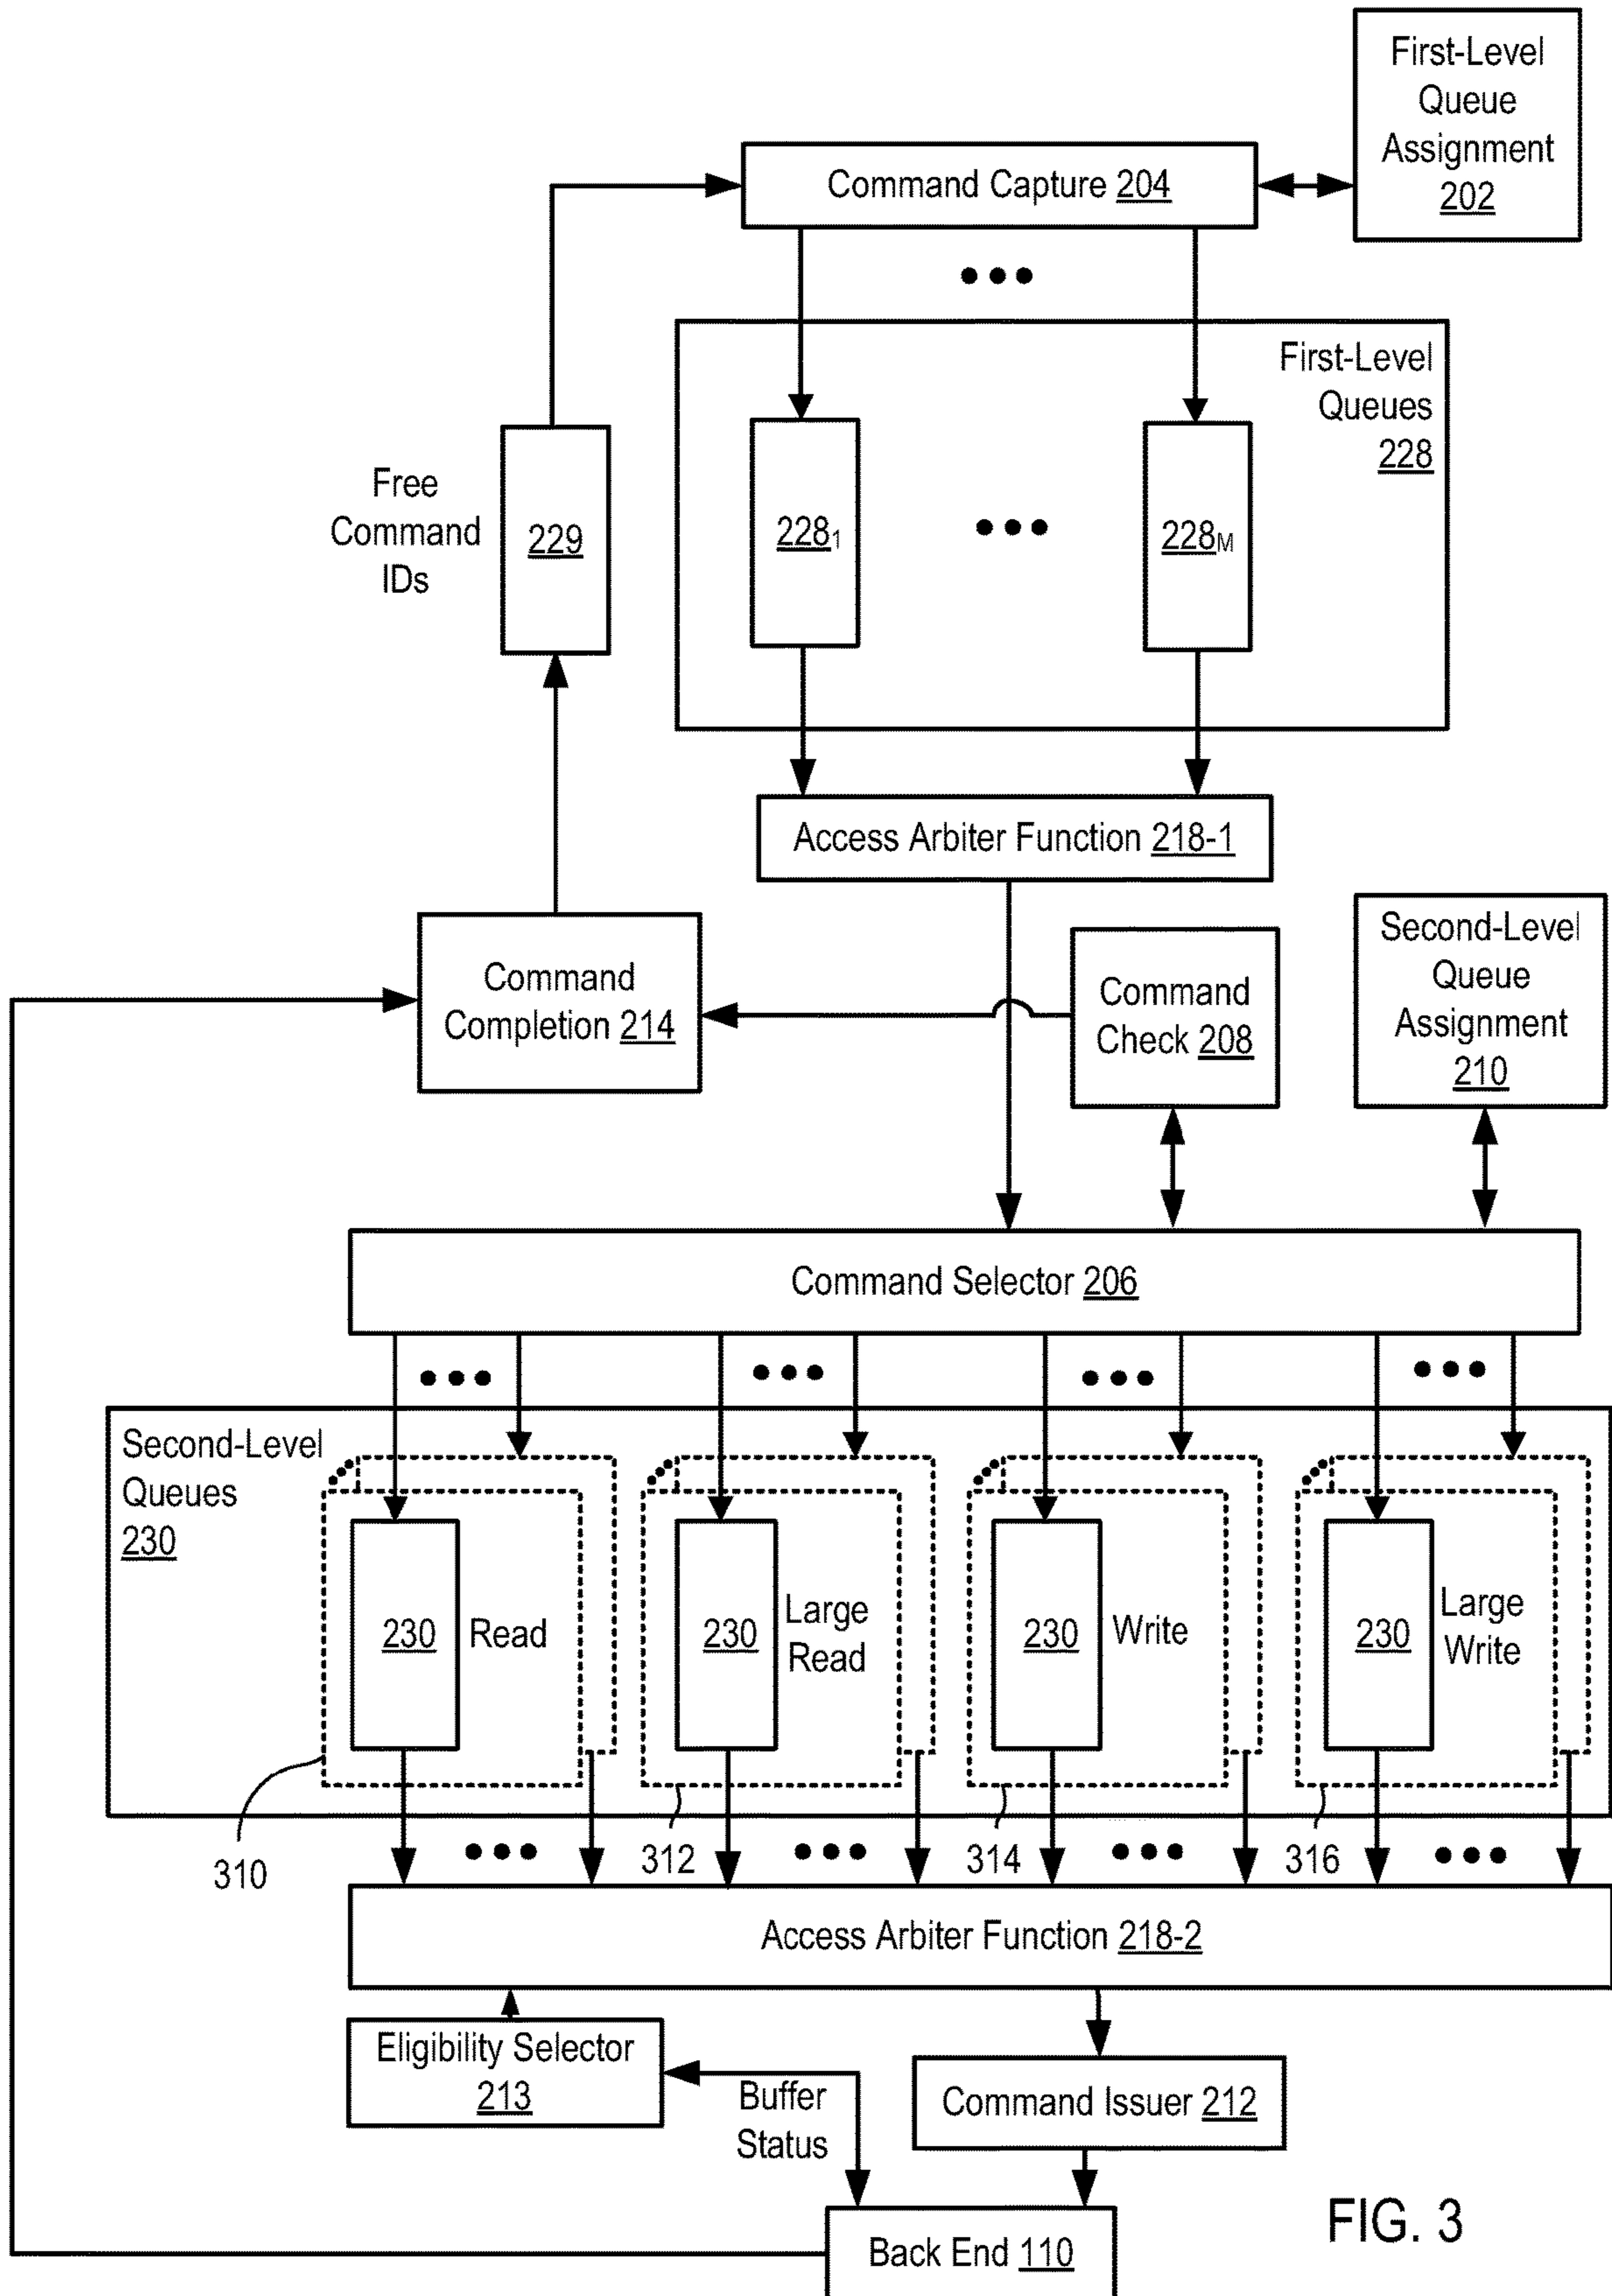 First-Level
Queue
Assignment
202
Command Capture 204
First-Level
Queues
228
Free
Command
IDs
229
228₁
228M
Access Arbiter Function 218-1
Command
Completion 214
Command
Check 208
Second-Level
Queue
Assignment
210
Command Selector 206
Second-Level
Queues
230
230 Read
230 Large
Read
230 Write
230 Large
Write
310
312
314
316
Access Arbiter Function 218-2
Eligibility Selector
213
Buffer
Status
Command Issuer 212
Back End 110
FIG. 3